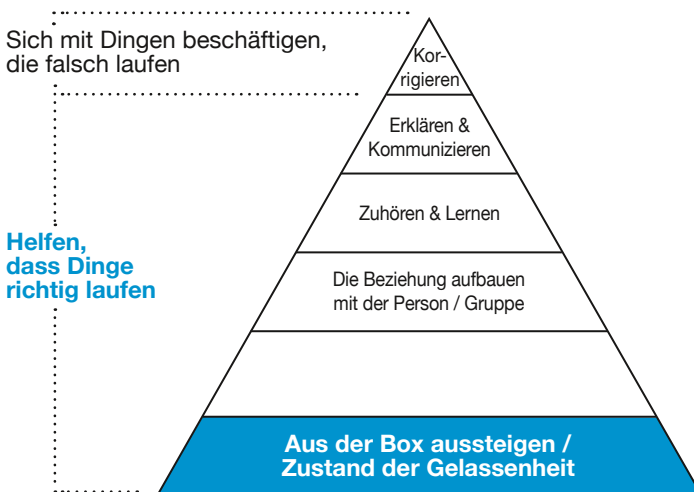 Sich mit Dingen beschäftigen,
die falsch laufen
Kor-
rigieren
Erklären &
Kommunizieren
Zuhören & Lernen
Helfen,
dass Dinge
richtig laufen
Die Beziehung aufbauen
mit der Person / Gruppe
Aus der Box aussteigen /
Zustand der Gelassenheit